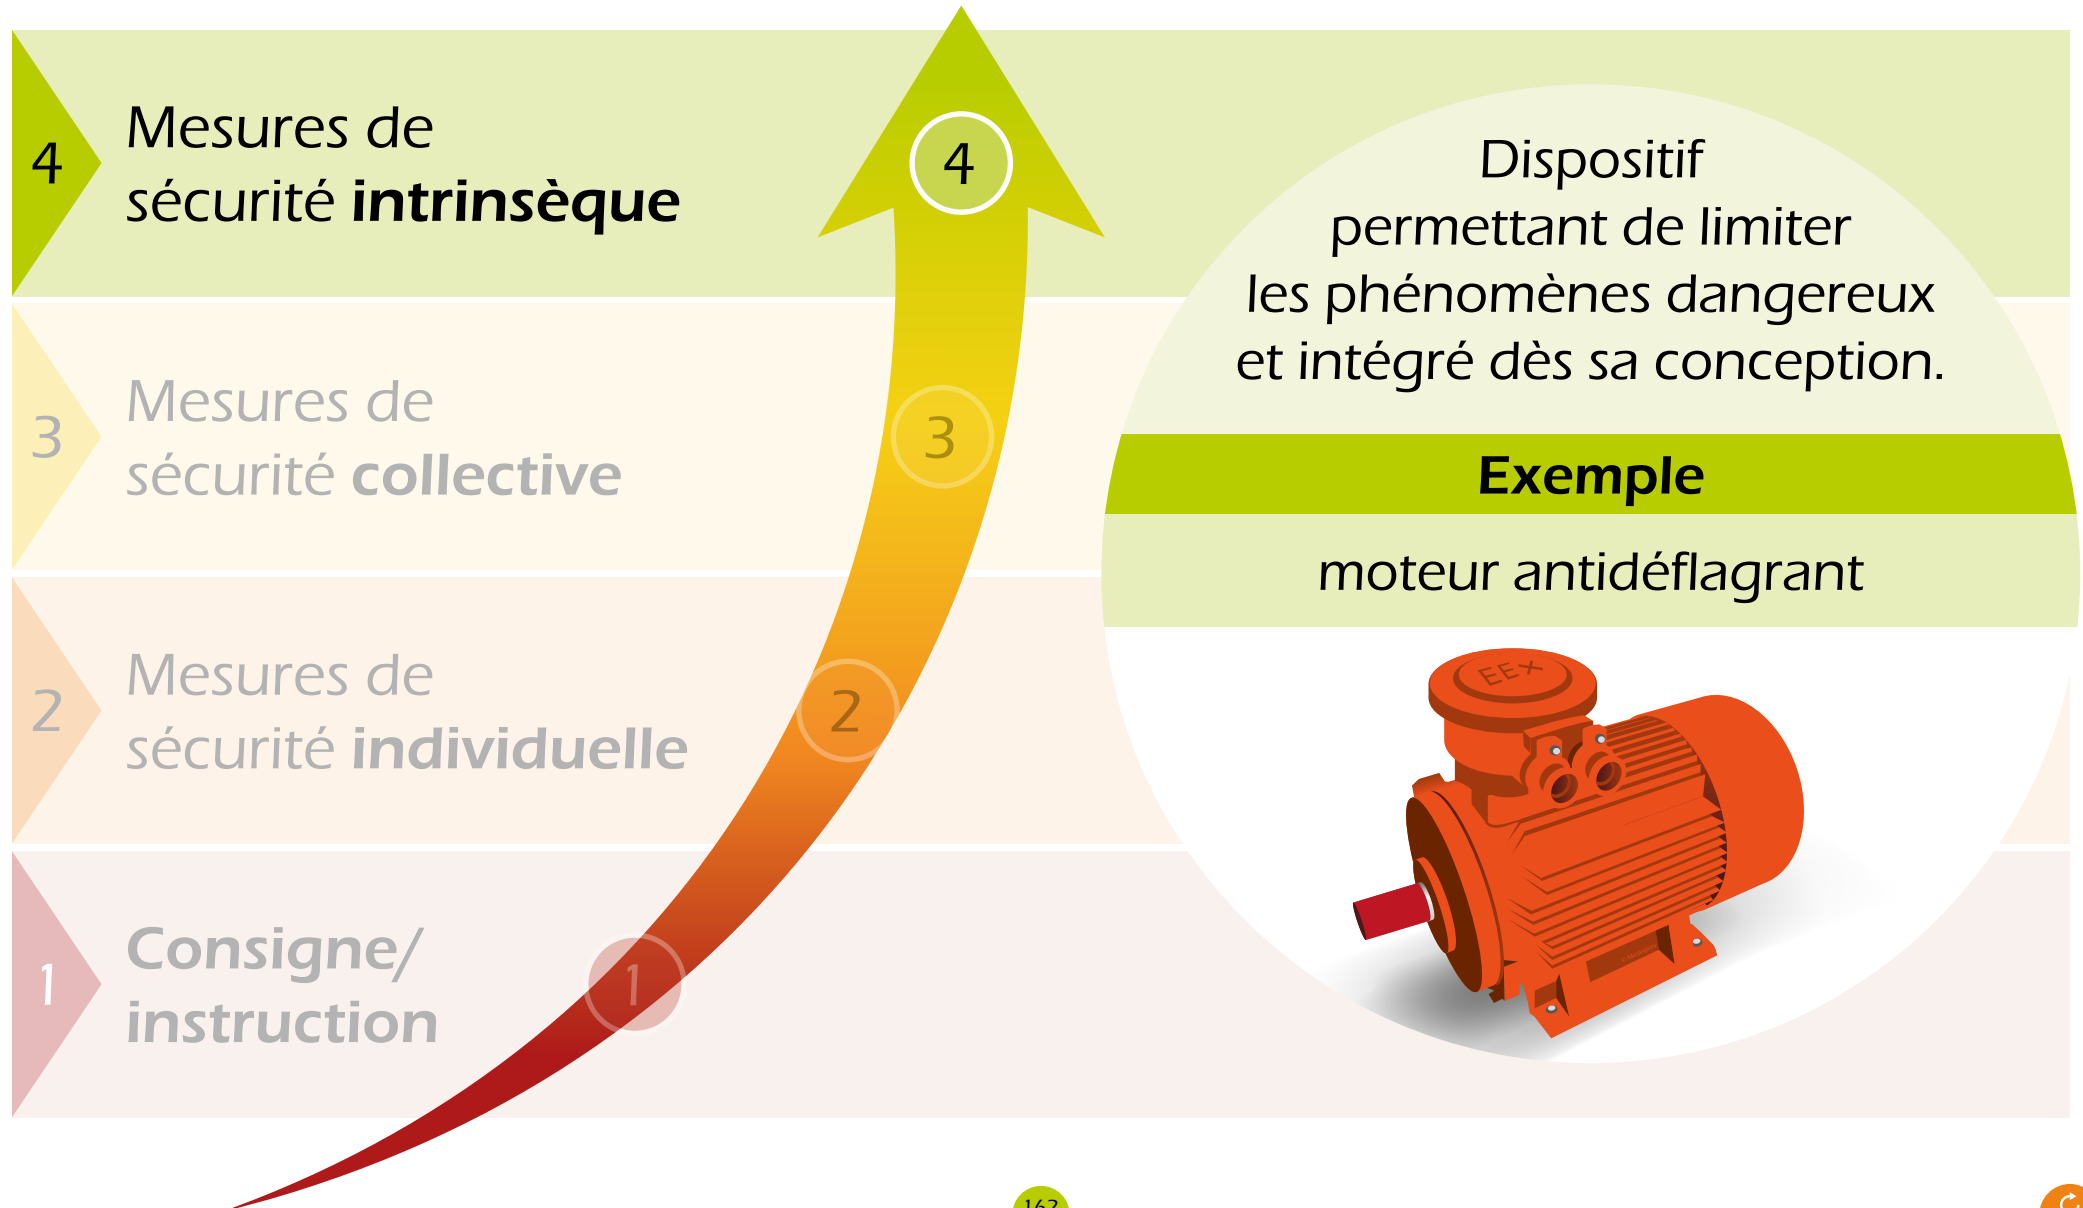 4
Mesures de
sécurité intrinsèque
4
Dispositif
permettant de limiter
les phénomènes dangereux
et intégré dès sa conception.
Exemple
moteur antidéflagrant
EEx
3
Mesures de
sécurité collective
3
2
Mesures de
sécurité individuelle
2
1
Consigne/
instruction
1
162